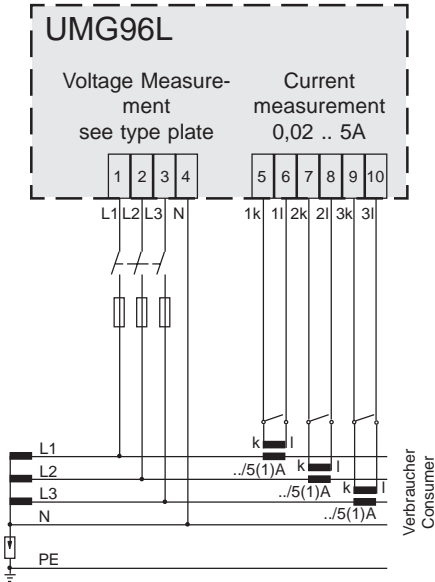 UMG96L
Voltage Measure-
ment
see type plate
Current
measurement
0,02 .. 5A
1 2 3 4 5 6 7 8 9 10
L1 L2 L3 N 1k 1l 2k 2l 3k 3l
L1 k l
../5(1)A
L2 k l
../5(1)A
L3 k l
../5(1)A
N
PE
Verbraucher
Consumer